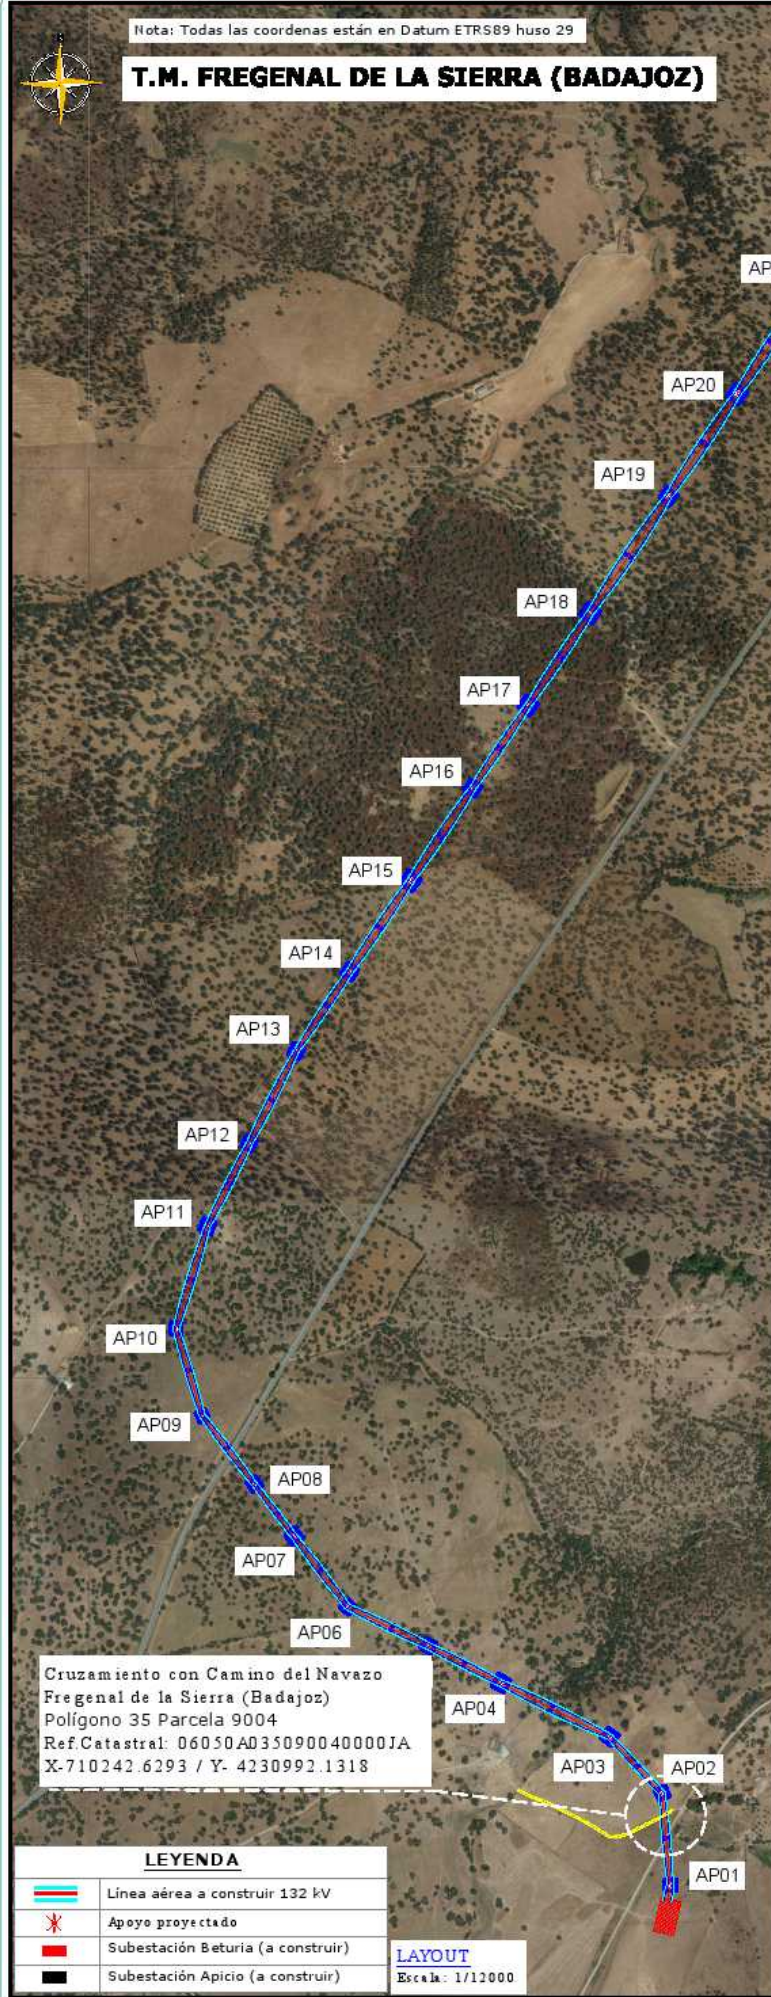 Nota: Todas las coordenas están en Datum ETRS89 huso 29
T.M. FREGENAL DE LA SIERRA (BADAJOZ)
AP
AP20
AP19
AP18
AP17
AP16
AP15
AP14
AP13
AP12
AP11
AP10
AP09
AP08
AP07
AP06
AP04
AP03
AP02
AP01
Cruzamiento con Camino del Navazo
Fregenal de la Sierra (Badajoz)
Polígono 35 Parcela 9004
Ref.Catastral: 06050A035090040000JA
X-710242.6293 / Y- 4230992.1318
LEYENDA
Línea aérea a construir 132 kV
Apoyo proyectado
Subestación Beturia (a construir)
Subestación Apicio (a construir)
LAYOUT
Escala: 1/12000